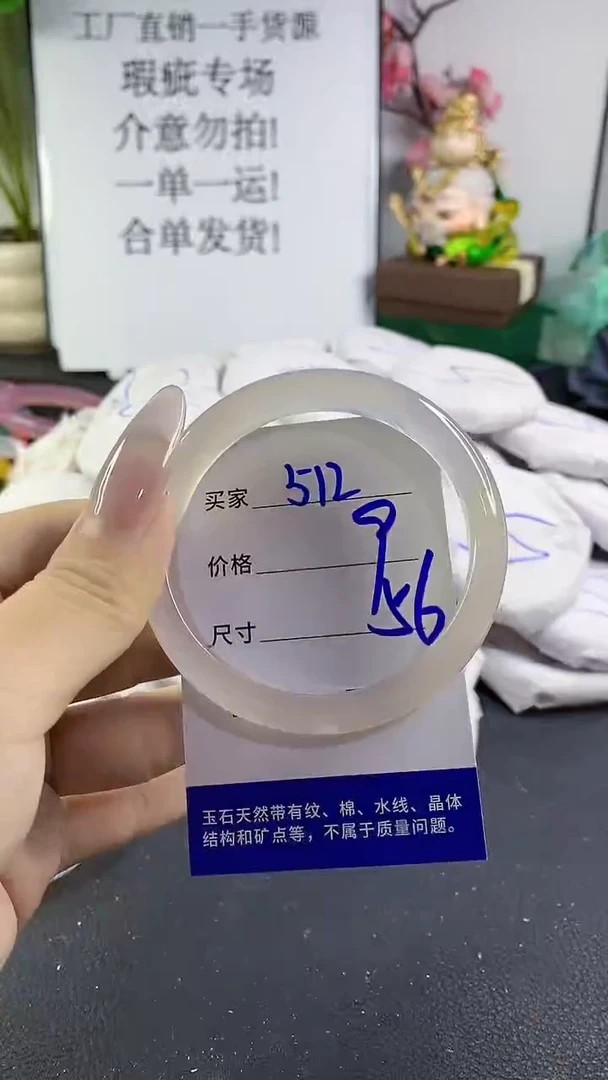 工厂直销一手货源
瑕疵专场
介意勿拍!
一单一运!
合单发货!
买家 512
价格
尺寸 56
玉石天然带有纹、棉、水线、晶体
结构和矿点等，不属于质量问题。